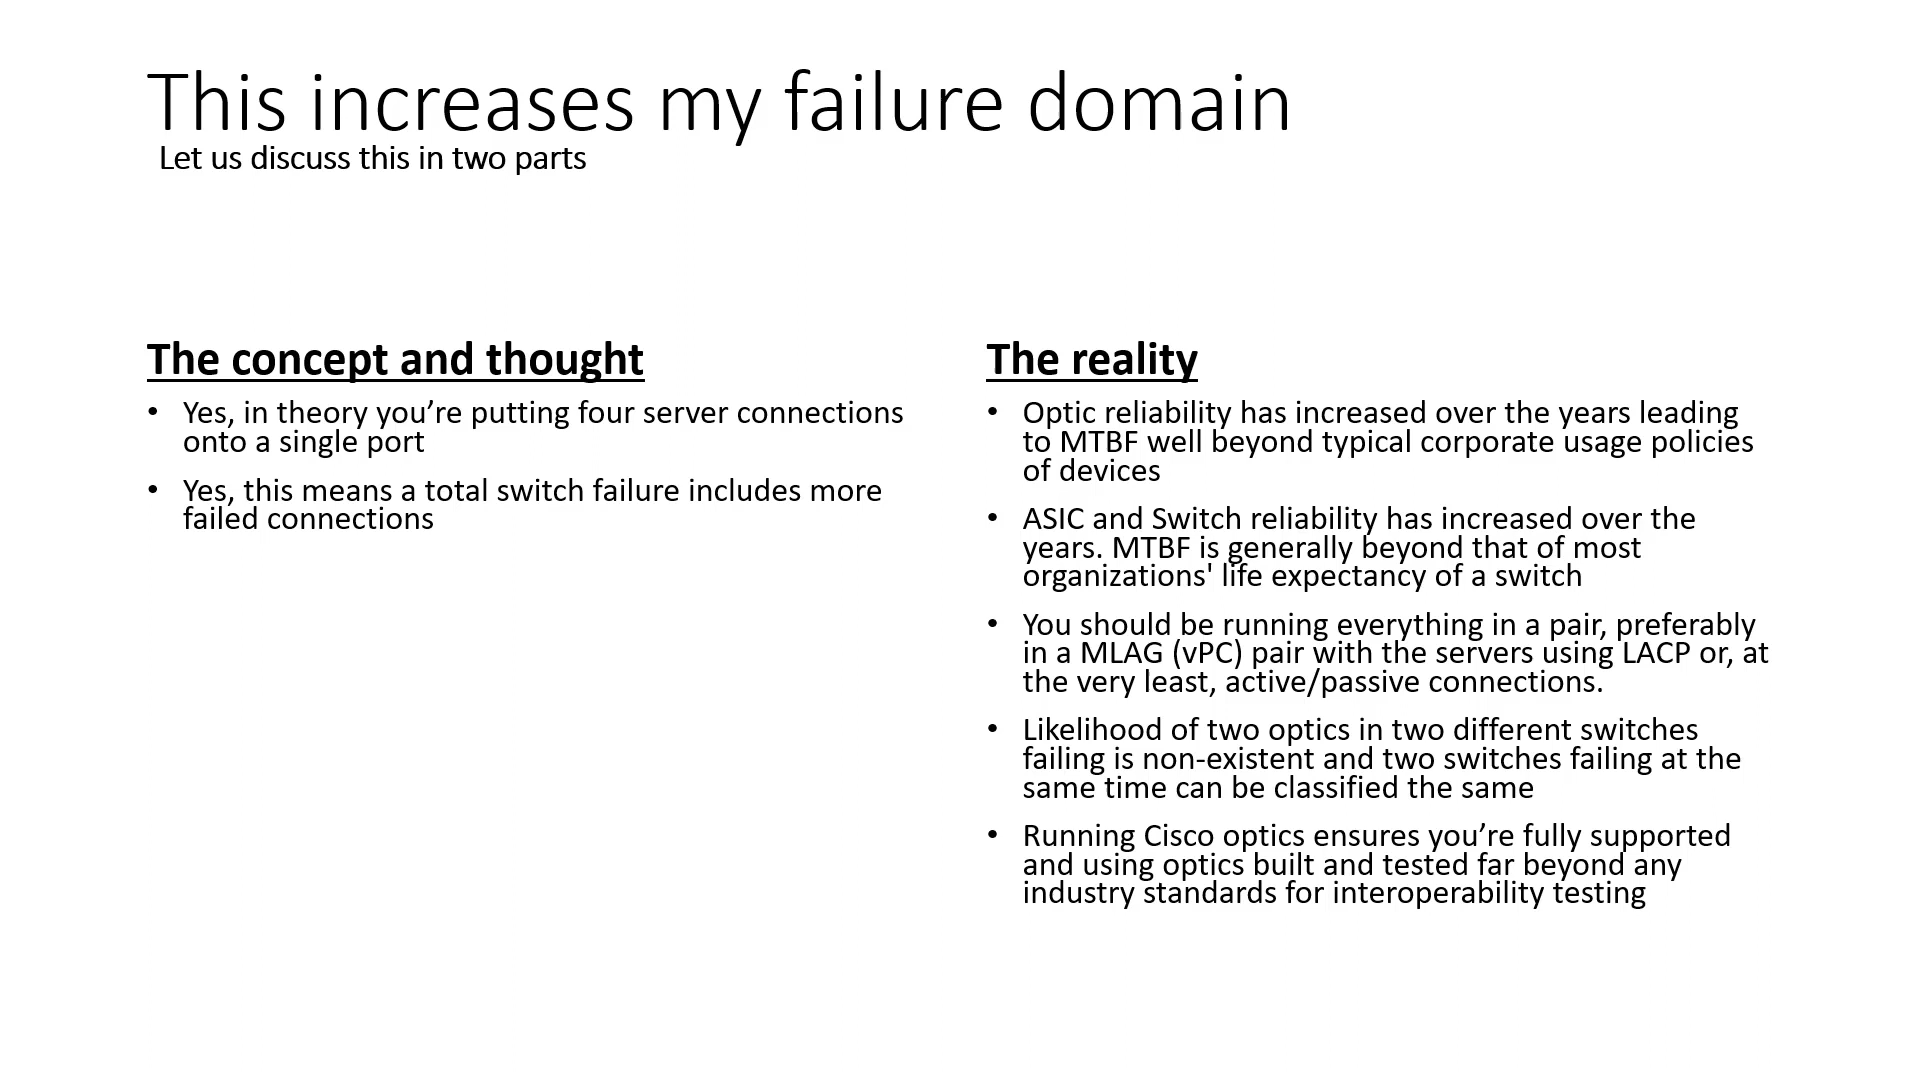 This increases my failure domain
Let us discuss this in two parts
The concept and thought
• Yes, in theory you’re putting four server connections
onto a single port
• Yes, this means a total switch failure includes more
failed connections
The reality
• Optic reliability has increased over the years leading
to MTBF well beyond typical corporate usage policies
of devices
• ASIC and Switch reliability has increased over the
years. MTBF is generally beyond that of most
organizations' life expectancy of a switch
• You should be running everything in a pair, preferably
in a MLAG (vPC) pair with the servers using LACP or, at
the very least, active/passive connections.
• Likelihood of two optics in two different switches
failing is non-existent and two switches failing at the
same time can be classified the same
• Running Cisco optics ensures you’re fully supported
and using optics built and tested far beyond any
industry standards for interoperability testing